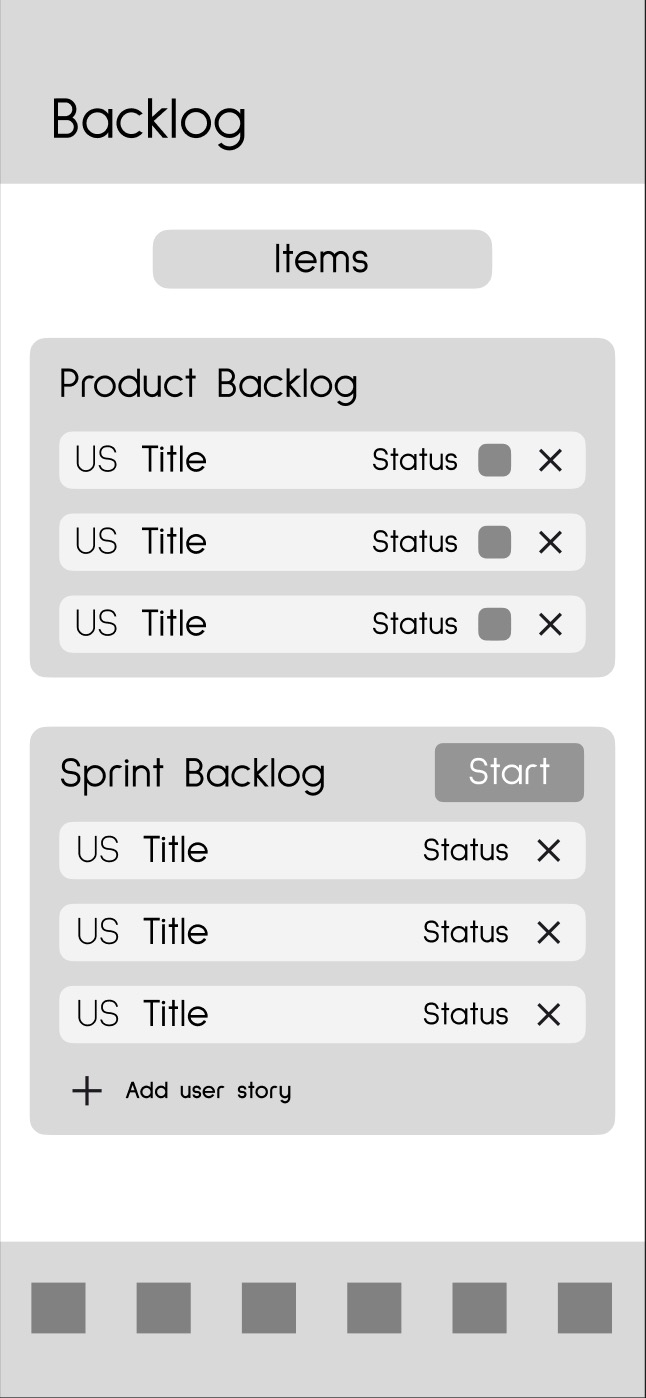 Backlog
Items
Product Backlog
US Title Status ×
US Title Status ×
US Title Status ×
Sprint Backlog Start
US Title Status ×
US Title Status ×
US Title Status ×
+ Add user story